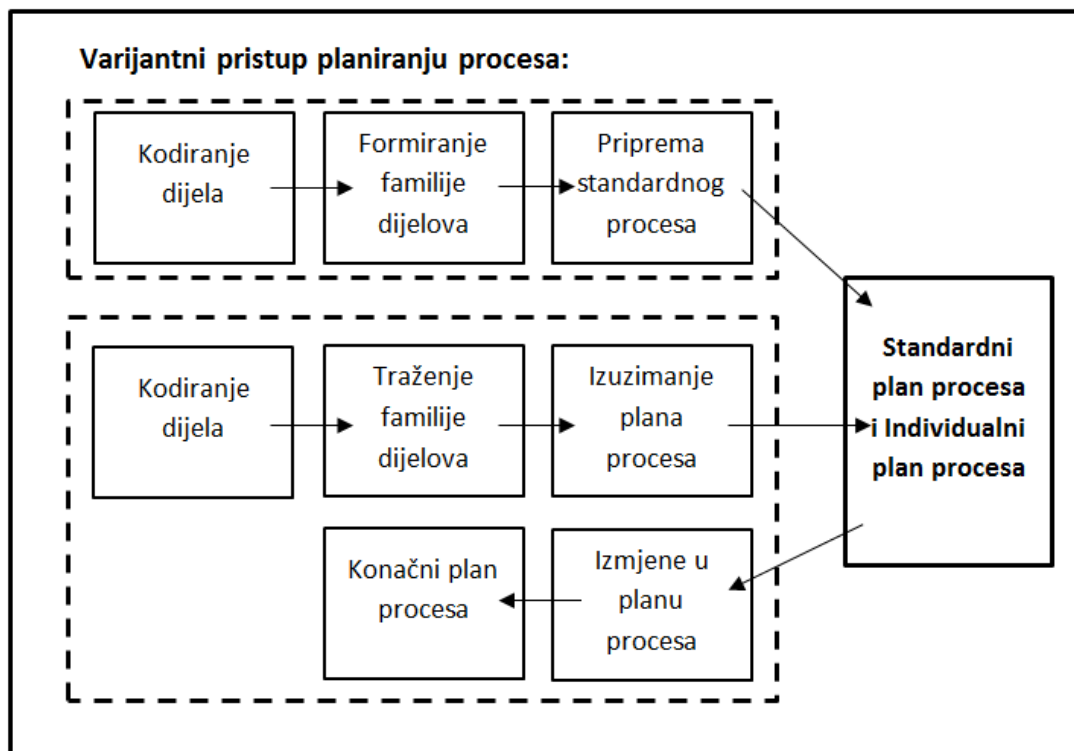 Varijantni pristup planiranju procesa:
Kodiranje
dijela
Formiranje
familije
dijelova
Priprema
standardnog
procesa
Standardni
plan procesa
i Individualni
plan procesa
Kodiranje
dijela
Traženje
familije
dijelova
Izuzimanje
plana
procesa
Konačni plan
procesa
Izmjene u
planu
procesa